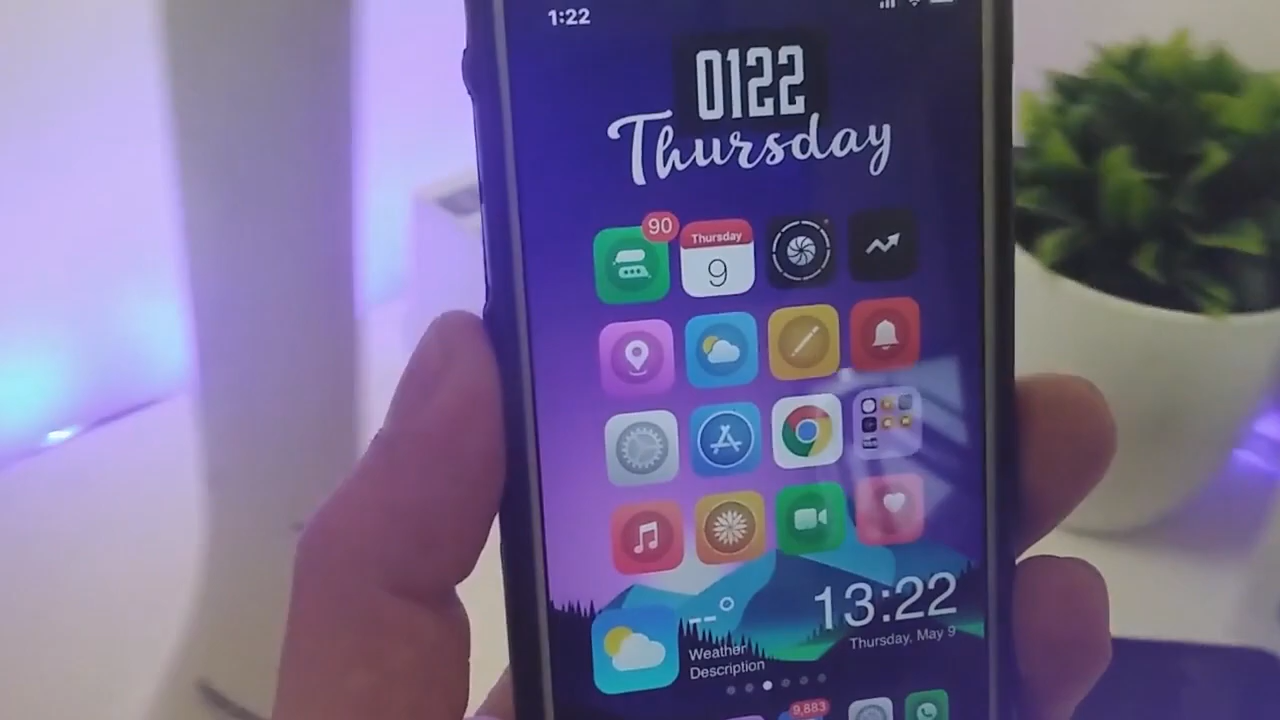 1:22
0122
Thursday
90
Thursday
9
13:22
Thursday, May 9
Weather
Description
9,883